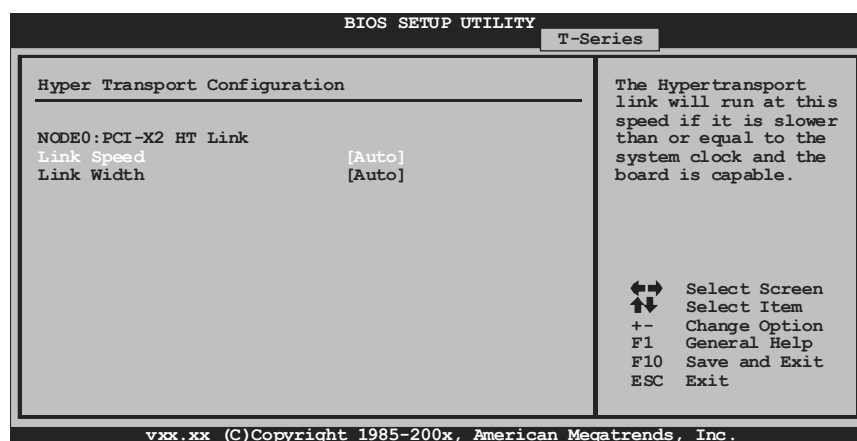 BIOS SETUP UTILITY
T-Series
Hyper Transport Configuration
NODE0:PCI-X2 HT Link
Link Speed [Auto]
Link Width [Auto]
The Hypertransport
link will run at this
speed if it is slower
than or equal to the
system clock and the
board is capable.
Select Screen
Select Item
+- Change Option
F1 General Help
F10 Save and Exit
ESC Exit
vxx.xx (C)Copyright 1985-200x, American Megatrends, Inc.